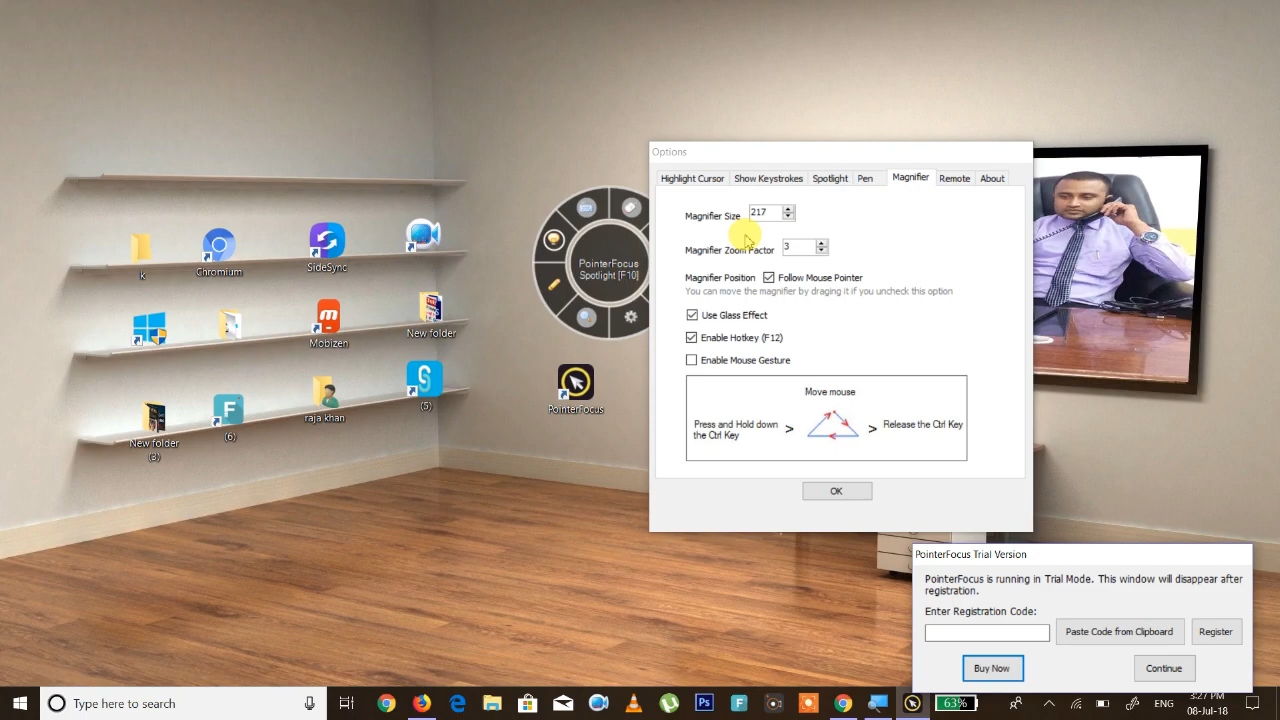 Options
Highlight Cursor Show Keystrokes Spotlight Pen Magnifier Remote About
Magnifier Size 217
Magnifier Zoom Factor 3
Magnifier Position Follow Mouse Pointer
You can move the magnifier by draging it if you uncheck this option
Use Glass Effect
Enable Hotkey (F12)
Enable Mouse Gesture
Move mouse
Press and Hold down
the Ctrl Key
>
>
Release the Ctrl Key
OK
PointerFocus
Spotlight [F10]
K
Chromium
SideSync
Mobizen
New folder
New folder
(3)
F
(6)
raja khan
(5)
PointerFocus
PointerFocus Trial Version
PointerFocus is running in Trial Mode. This window will disappear after
registration.
Enter Registration Code:
Paste Code from Clipboard Register
Buy Now Continue
Type here to search
Ps
F
63%
ENG
3:27 PM
08-Jul-18